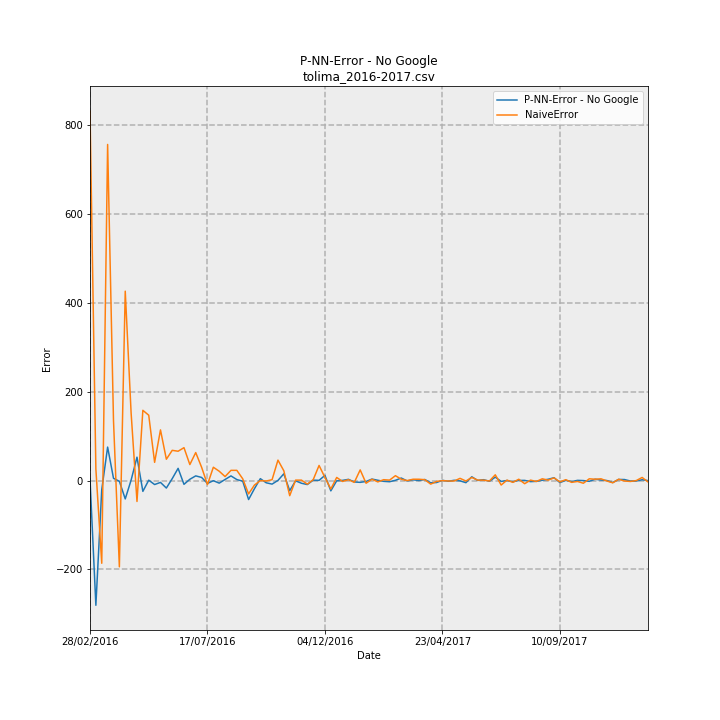 P-NN-Error - No Google
tolima_2016-2017.csv
P-NN-Error - No Google
NaiveError
800
600
400
200
0
−200
Error
28/02/2016
17/07/2016
04/12/2016
23/04/2017
10/09/2017
Date